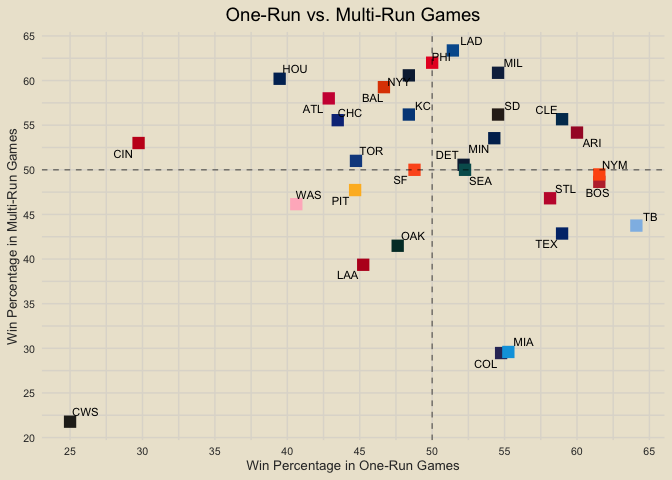 One-Run vs. Multi-Run Games
65
LAD
PHI
HOU
MIL
60
NYY
BAL
ATL
CHC
KC
SD
CLE
55
ARI
CIN
TOR
DET
MIN
50
NYM
SF
SEA
STL
BOS
WAS
PIT
45
TB
OAK
TEX
40
LAA
35
MIA
30
COL
25
CWS
20
25
30
35
40
45
50
55
60
65
Win Percentage in One-Run Games
Win Percentage in Multi-Run Games